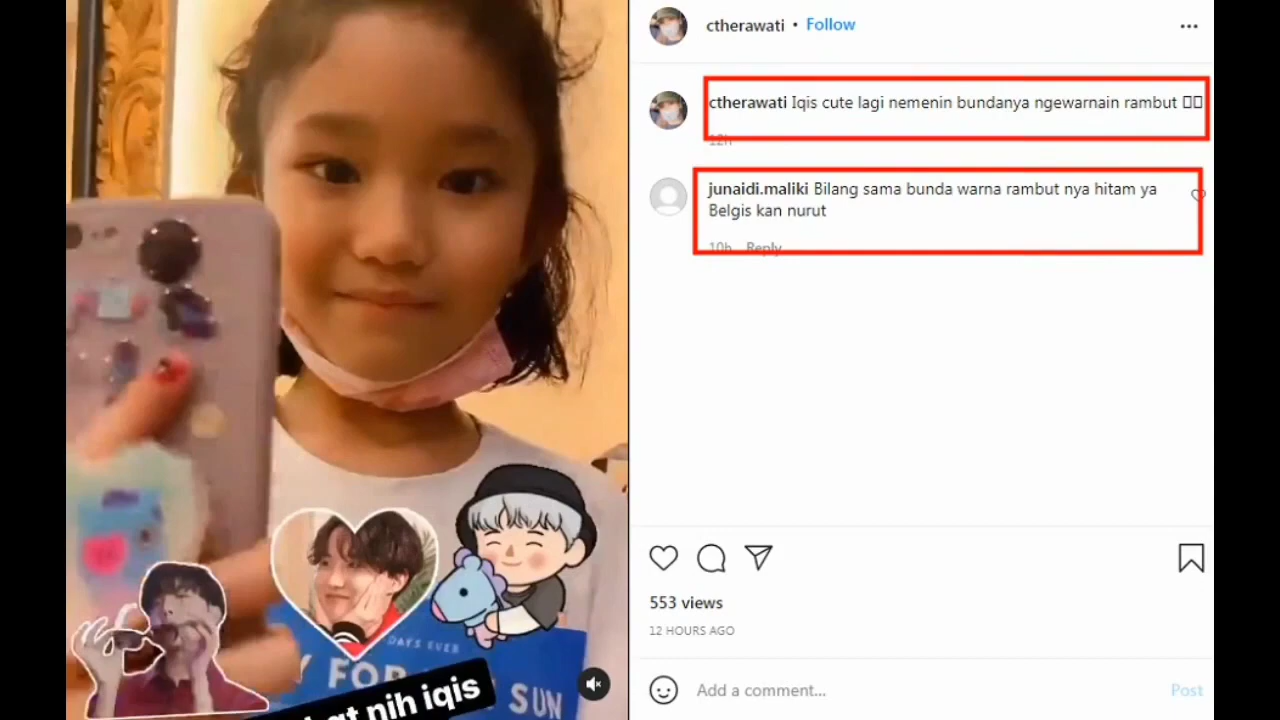 ctherawati • Follow
ctherawati Iqis cute lagi nemenin bundanya ngewarnain rambut
12h
junaidi.maliki Bilang sama bunda warna rambut nya hitam ya
Belgis kan nurut
10h Reply
DAYS EVER
FOR
SUN
nih iqis
553 views
12 HOURS AGO
Add a comment...
Post